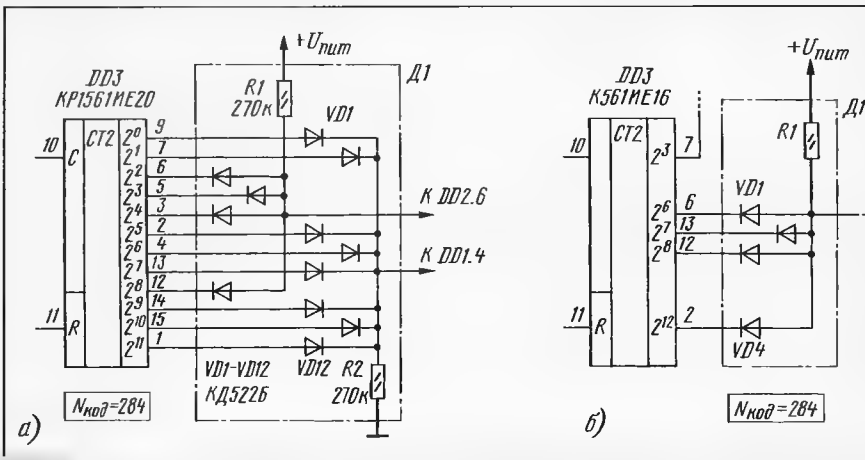 +Uпит
Д1
R1
270к
DD3
КР1561ИЕ20
VD1
CT2
10
C
11
R
2⁰ 9
2¹ 7
2² 6
2³ 5
2⁴ 3
2⁵ 2
2⁶ 4
2⁷ 13
2⁸ 12
2⁹ 14
2¹⁰ 15
2¹¹ 1
К DD2.6
К DD1.4
VD1-VD12
КД522Б
VD12
R2
270к
Nкод=284
а)
+Uпит
Д1
R1
DD3
К561ИЕ16
CT2
10
11
R
2³ 7
2⁶ 6
2⁷ 13
2⁸ 12
2¹² 2
VD1
VD4
Nкод=284
б)